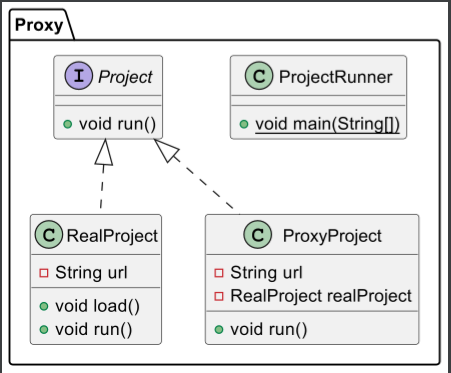 Proxy
I Project
void run()
C ProjectRunner
void main(String[])
C RealProject
String url
void load()
void run()
C ProxyProject
String url
RealProject realProject
void run()